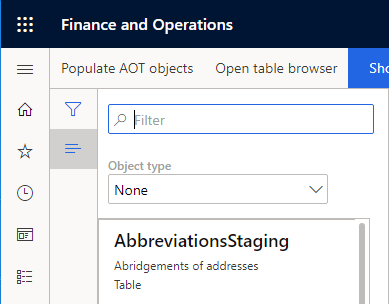 Finance and Operations
Populate AOT objects Open table browser Sho
Filter
Object type
None
AbbreviationsStaging
Abridgements of addresses
Table